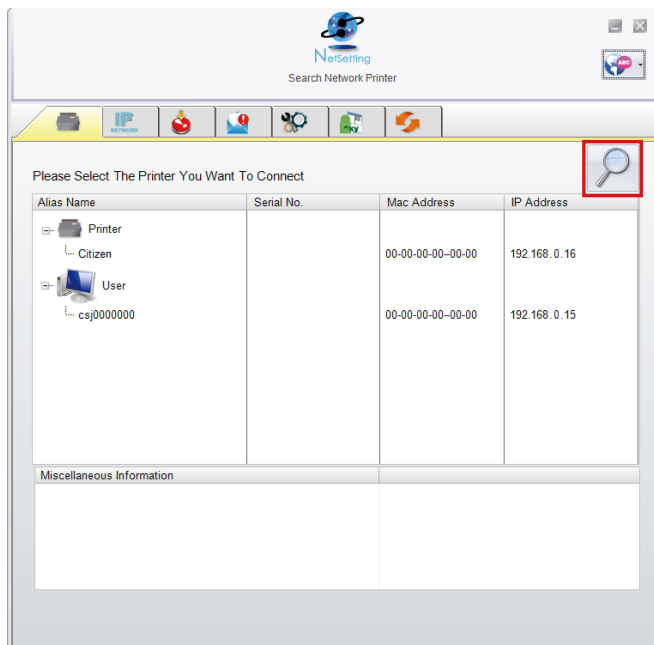 NetSetting
Search Network Printer
ABC
IP
NETWORK
Please Select The Printer You Want To Connect
Alias Name Serial No. Mac Address IP Address
Printer
Citizen 00-00-00-00–00-00 192.168.0.16
User
csj0000000 00-00-00-00–00-00 192.168.0.15
Miscellaneous Information